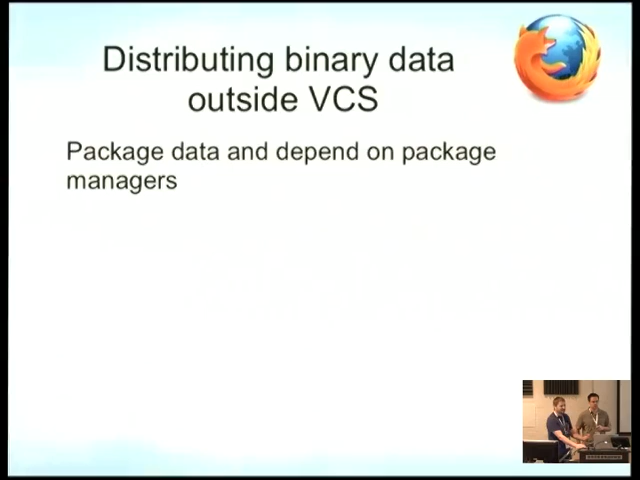 Distributing binary data
outside VCS
Package data and depend on package
managers